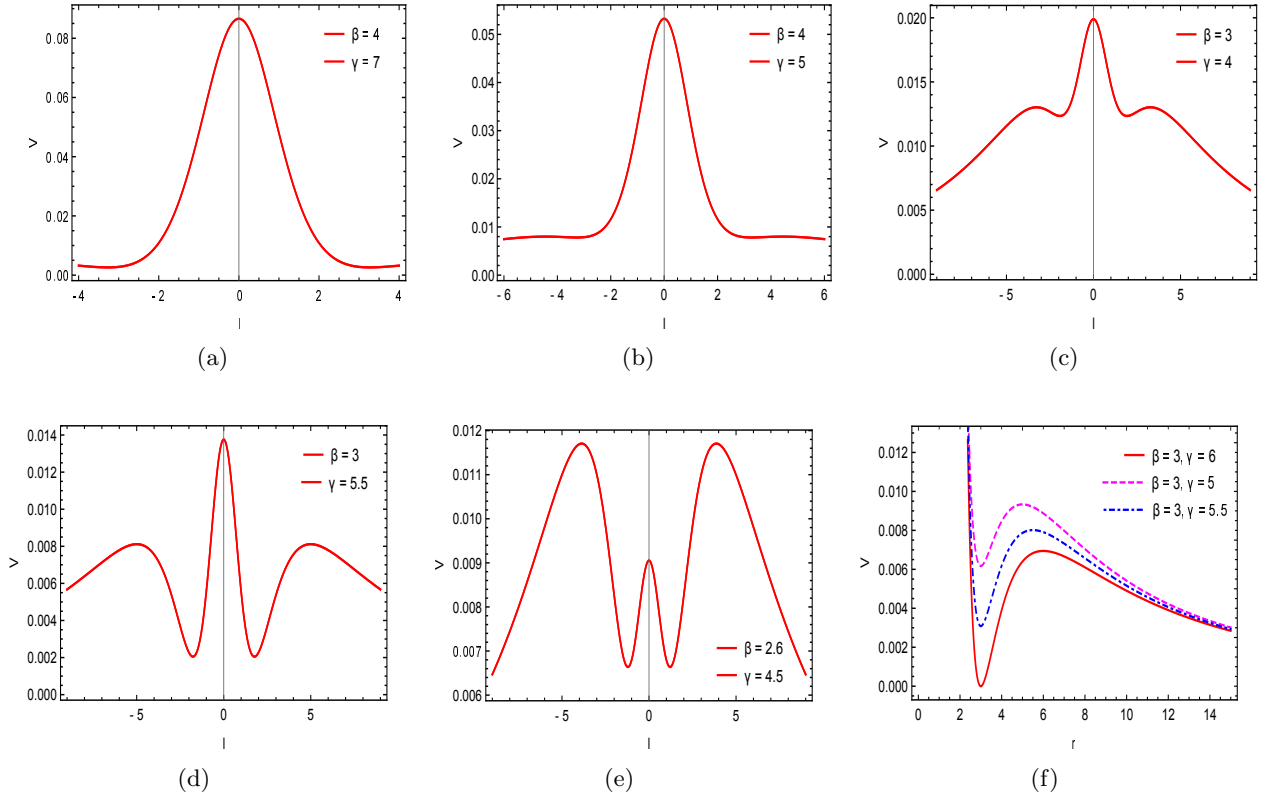 β = 4
γ = 7
V
0.00
0.02
0.04
0.06
0.08
-4
-2
0
2
4
l
(a)
β = 4
γ = 5
V
0.00
0.01
0.02
0.03
0.04
0.05
-6
-4
-2
0
2
4
6
l
(b)
β = 3
γ = 4
V
0.000
0.005
0.010
0.015
0.020
-5
0
5
l
(c)
β = 3
γ = 5.5
V
0.000
0.002
0.004
0.006
0.008
0.010
0.012
0.014
-5
0
5
l
(d)
β = 2.6
γ = 4.5
V
0.006
0.007
0.008
0.009
0.010
0.011
0.012
-5
0
5
l
(e)
β = 3, γ = 6
β = 3, γ = 5
β = 3, γ = 5.5
V
0.000
0.002
0.004
0.006
0.008
0.010
0.012
0
2
4
6
8
10
12
14
r
(f)